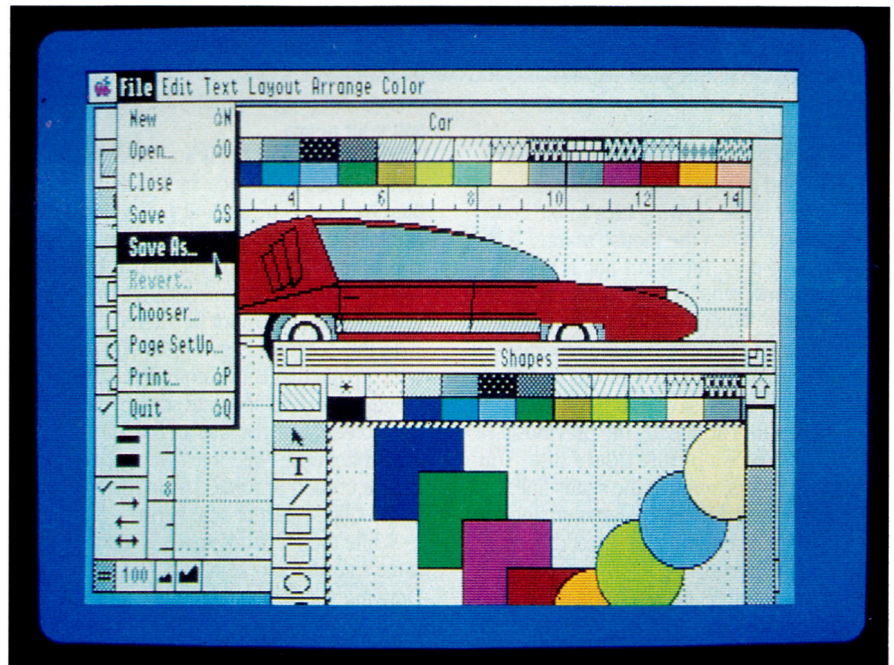 File Edit Text Layout Arrange Color
Car
New N
Open... O
Close
Save S
Save As...
Revert...
Chooser...
Page SetUp...
Print... P
Quit Q
4 6 8 10 12 14
Shapes
T
8
100